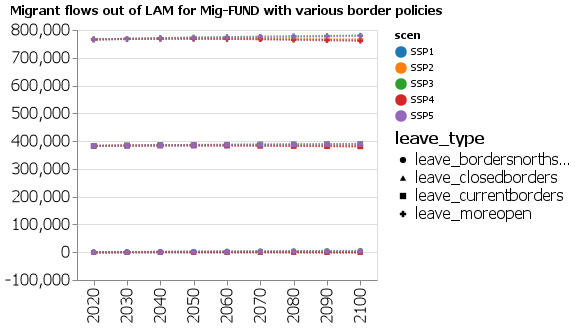 Migrant flows out of LAM for Mig-FUND with various border policies
800,000
700,000
600,000
500,000
400,000
300,000
200,000
100,000
0
-100,000
2020
2030
2040
2050
2060
2070
2080
2090
2100
scen
SSP1
SSP2
SSP3
SSP4
SSP5
leave_type
leave_bordersnorths…
leave_closedborders
leave_currentborders
leave_moreopen